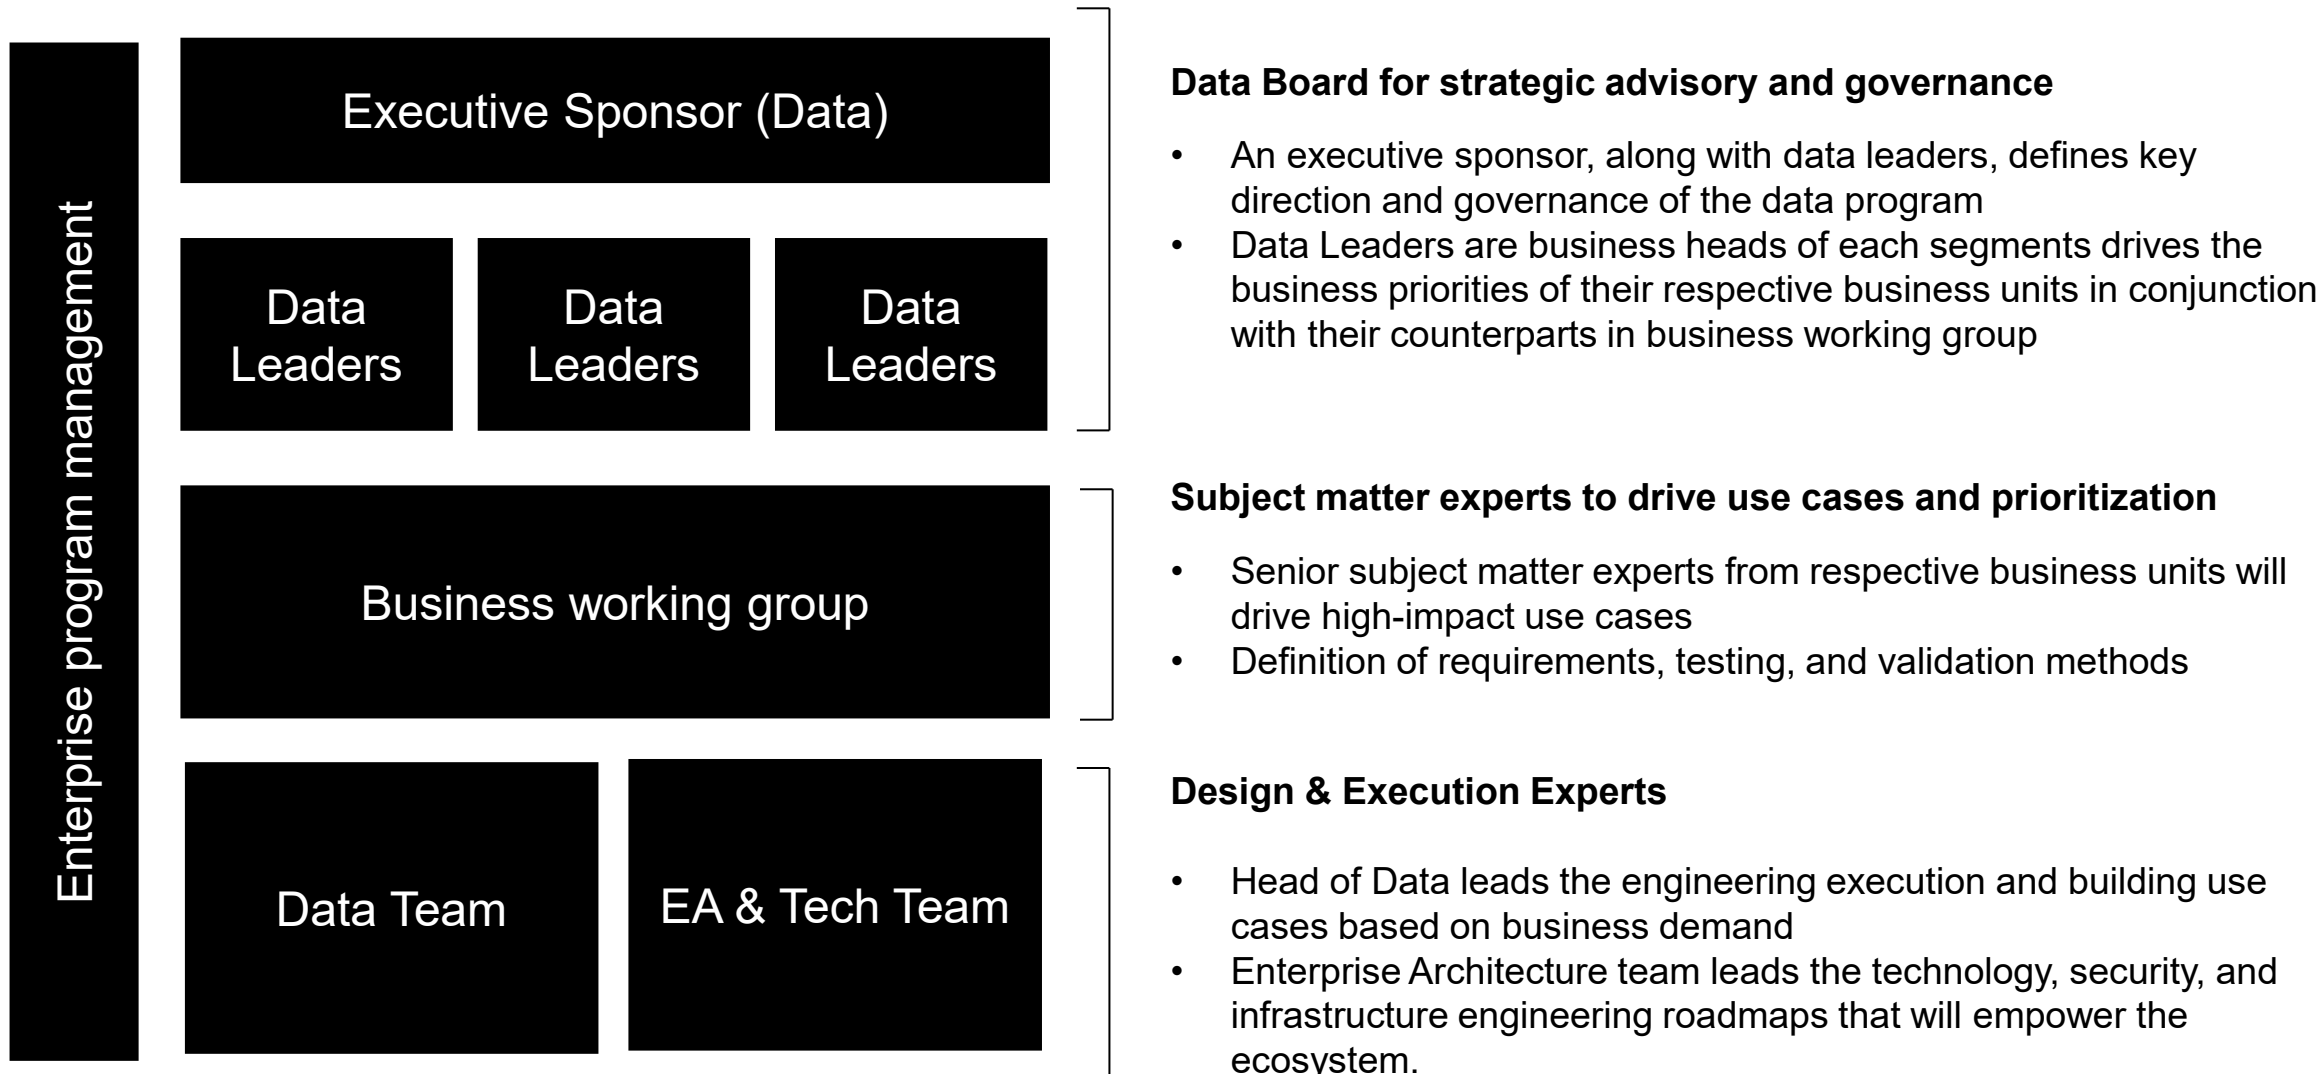 Enterprise program management
Executive Sponsor (Data)
Data
Leaders
Data
Leaders
Data
Leaders
Business working group
Data Team
EA & Tech Team
Data Board for strategic advisory and governance
• An executive sponsor, along with data leaders, defines key
direction and governance of the data program
• Data Leaders are business heads of each segments drives the
business priorities of their respective business units in conjunction
with their counterparts in business working group
Subject matter experts to drive use cases and prioritization
• Senior subject matter experts from respective business units will
drive high-impact use cases
• Definition of requirements, testing, and validation methods
Design & Execution Experts
• Head of Data leads the engineering execution and building use
cases based on business demand
• Enterprise Architecture team leads the technology, security, and
infrastructure engineering roadmaps that will empower the
ecosystem.